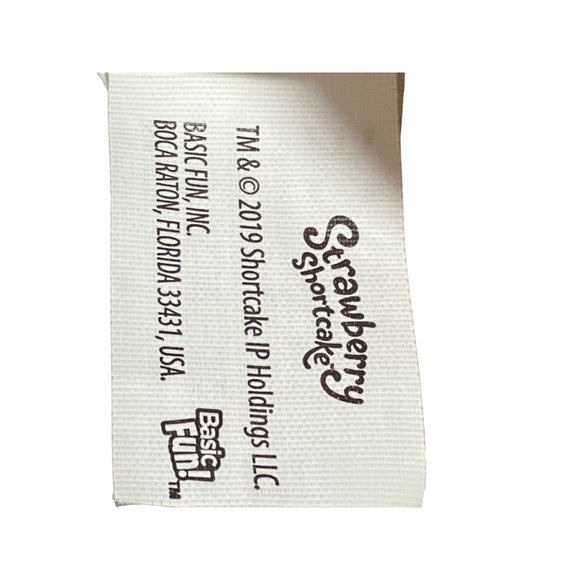 Strawberry
Shortcake
TM & © 2019 Shortcake IP Holdings LLC.
BASIC FUN, INC.
BOCA RATON, FLORIDA 33431, USA.
Basic
Fun!™